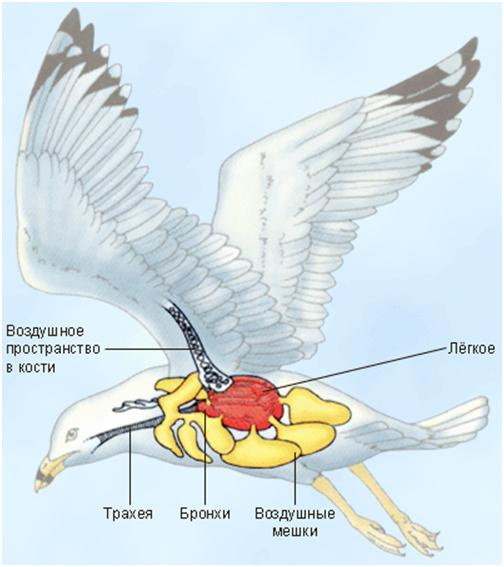 Воздушное
пространство
в кости
Лёгкое
Трахея
Бронхи
Воздушные
мешки